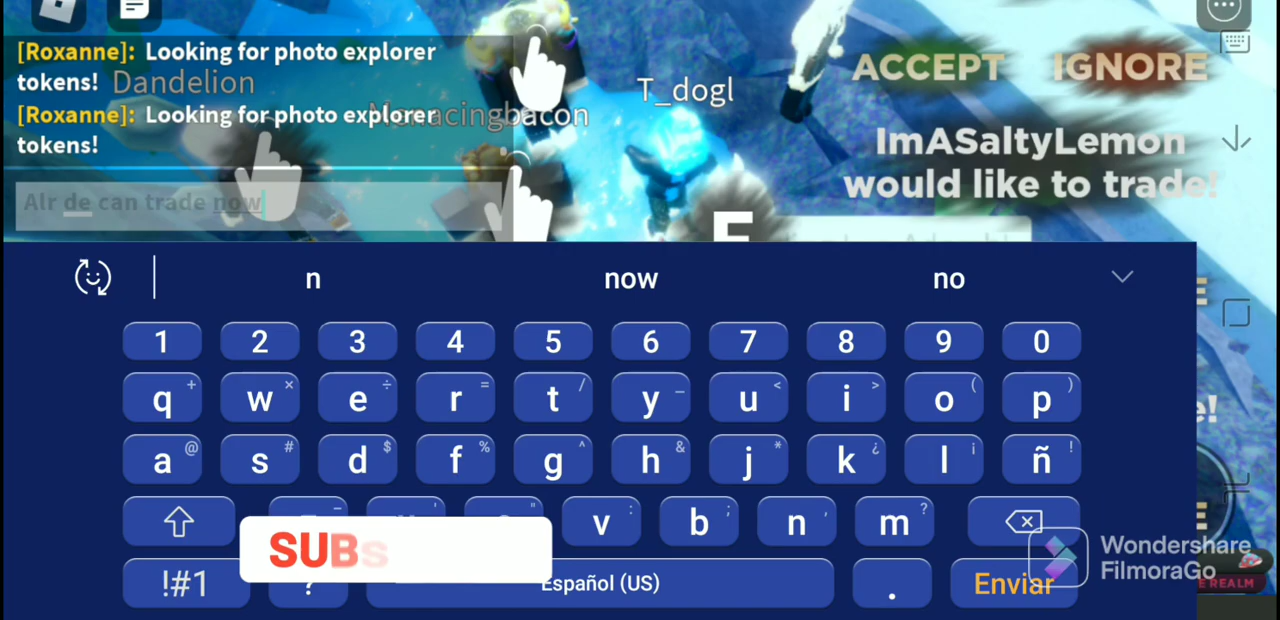 [Roxanne]: Looking for photo explorer
tokens! Dandelion
[Roxanne]: Looking for photo explorer
tokens!
Menacingbacon
T_dogl
ACCEPT IGNORE
ImASaltyLemon
would like to trade!
Alr de can trade now
E
e!
n now no
1 2 3 4 5 6 7 8 9 0
q + w × e ÷ r = t / y _ u < i > o ( p )
a @ s # d $ f % g ^ h & j * k ¿ l ¡ ñ !
v : b ; n , m ?
SUBs
!#1 ? Español (US) . Enviar
Wondershare
FilmoraGo
E REALM